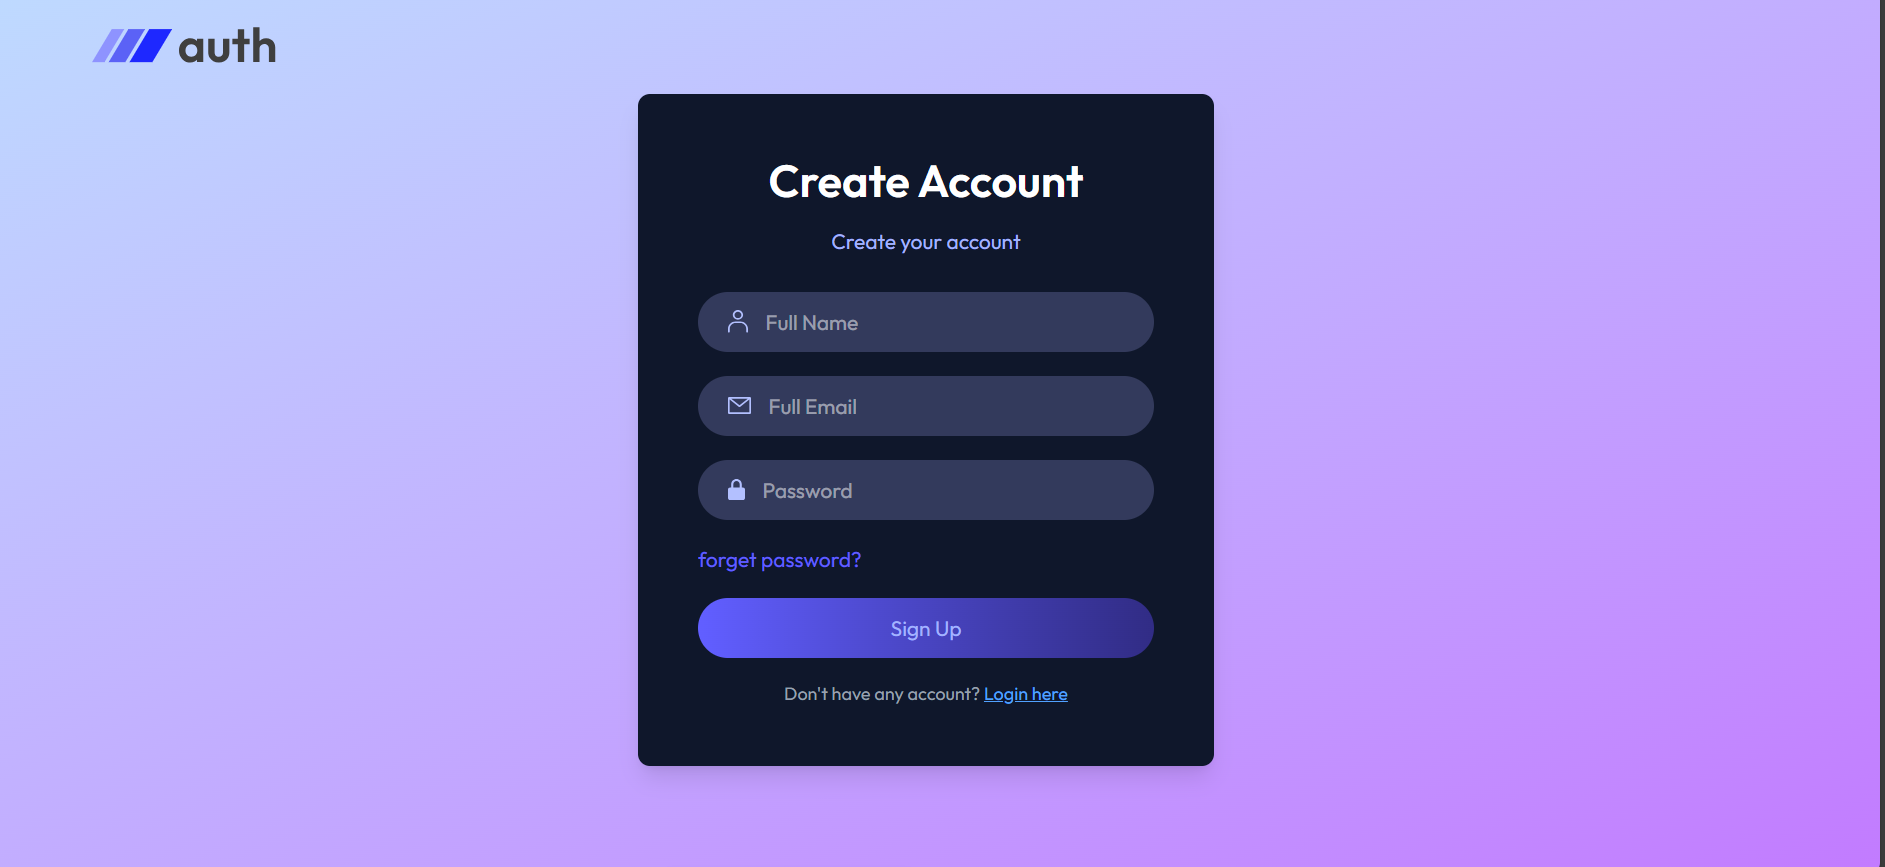 auth
Create Account
Create your account
Full Name
Full Email
Password
forget password?
Sign Up
Don't have any account? Login here